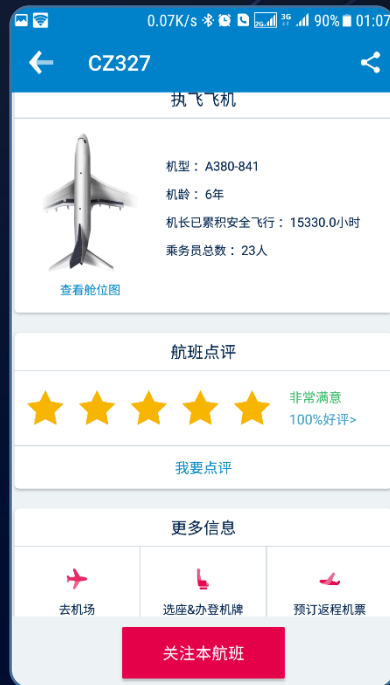 0.07K/s 2G 3G 90% 01:07
CZ327
执飞飞机
机型：A380-841
机龄：6年
机长已累积安全飞行：15330.0小时
乘务员总数：23人
查看舱位图
航班点评
非常满意
100%好评>
我要点评
更多信息
去机场 选座&办登机牌 预订返程机票
关注本航班